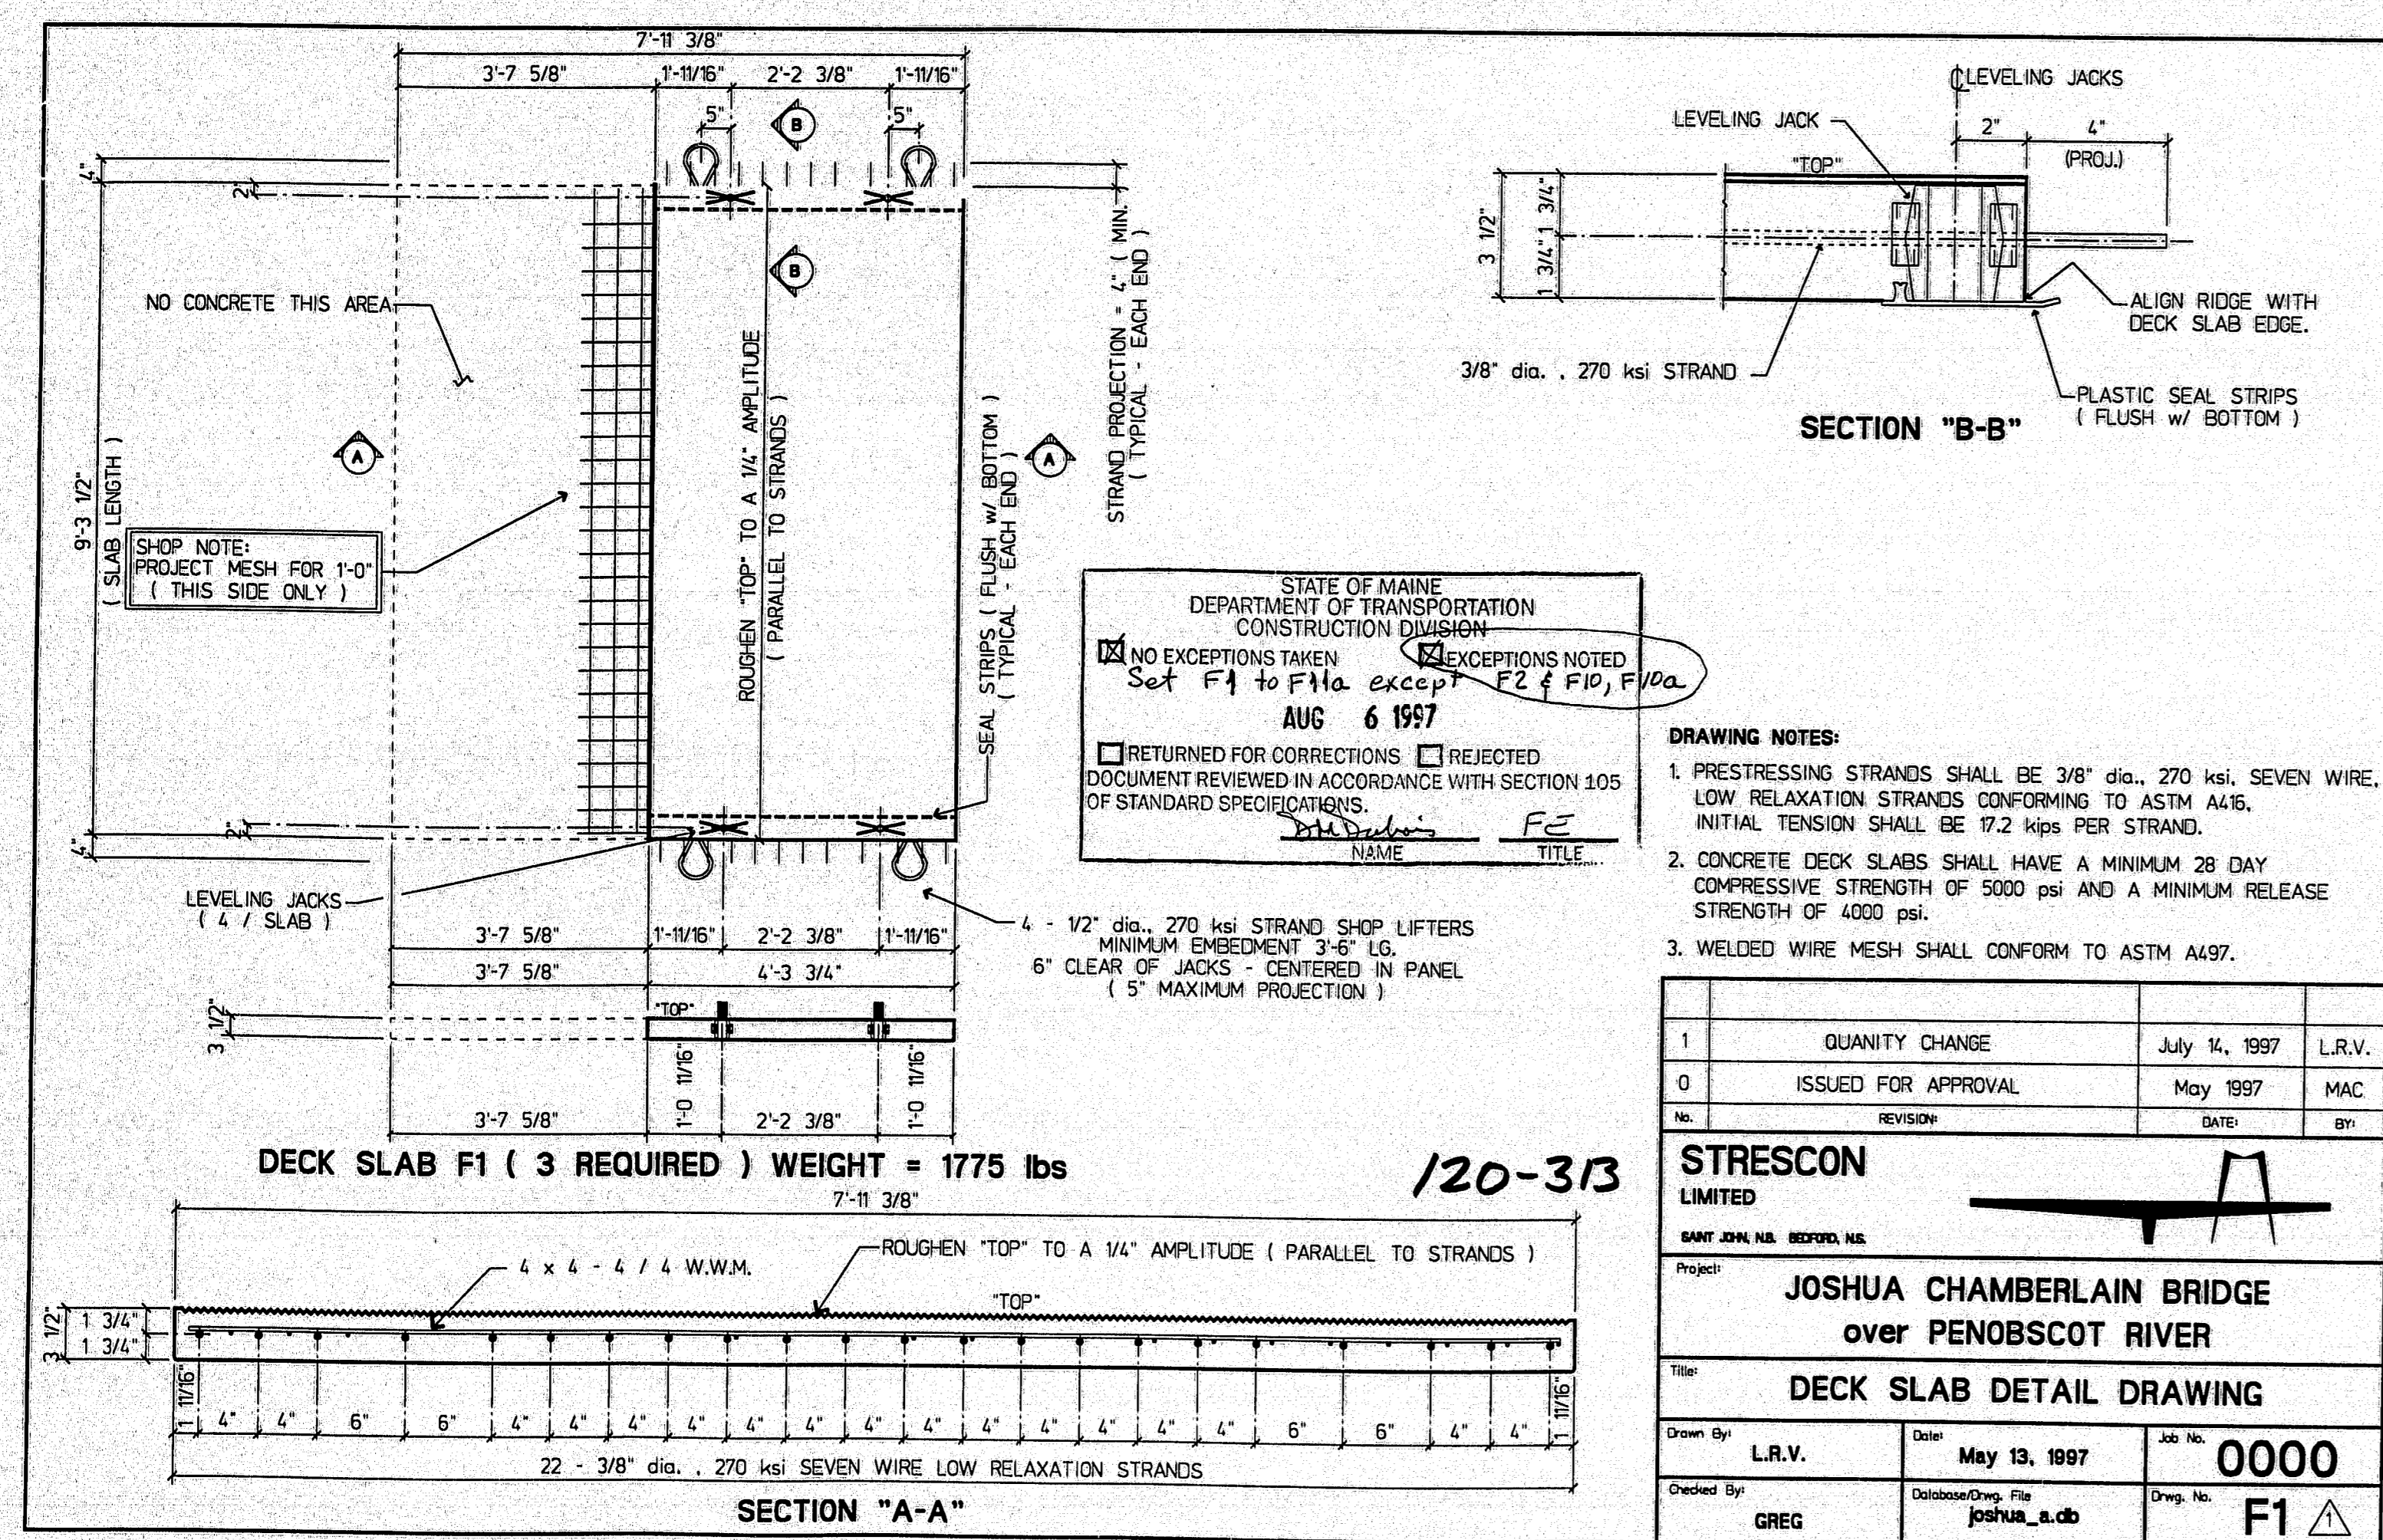 7'-11 3/8"
3'-7 5/8" 1'-11/16" 2'-2 3/8" 1'-11/16"
5" 5"
B
4"
2"
B
NO CONCRETE THIS AREA
A
A
9'-3 1/2"
( SLAB LENGTH )
SHOP NOTE:
PROJECT MESH FOR 1'-0"
( THIS SIDE ONLY )
ROUGHEN "TOP" TO A 1/4" AMPLITUDE
( PARALLEL TO STRANDS )
SEAL STRIPS ( FLUSH w/ BOTTOM )
( TYPICAL - EACH END )
STRAND PROJECTION = 4" ( MIN. )
( TYPICAL - EACH END )
2"
4"
LEVELING JACKS
( 4 / SLAB )
4 - 1/2" dia., 270 ksi STRAND SHOP LIFTERS
MINIMUM EMBEDMENT 3'-6" LG.
6" CLEAR OF JACKS - CENTERED IN PANEL
( 5" MAXIMUM PROJECTION )
3'-7 5/8" 1'-11/16" 2'-2 3/8" 1'-11/16"
3'-7 5/8" 4'-3 3/4"
"TOP"
3 1/2"
1'-0 11/16" 1'-0 11/16"
3'-7 5/8" 2'-2 3/8"
DECK SLAB F1 ( 3 REQUIRED ) WEIGHT = 1775 lbs
120-313
7'-11 3/8"
4 x 4 - 4 / 4 W.W.M.
ROUGHEN "TOP" TO A 1/4" AMPLITUDE ( PARALLEL TO STRANDS )
"TOP"
3 1/2"
1 3/4"
1 3/4"
1 11/16" 4" 4" 6" 6" 4" 4" 4" 4" 4" 4" 4" 4" 4" 4" 4" 4" 4" 6" 6" 4" 4" 1 11/16"
22 - 3/8" dia. , 270 ksi SEVEN WIRE LOW RELAXATION STRANDS
SECTION "A-A"
℄ LEVELING JACKS
LEVELING JACK
2" 4"
(PROJ.)
"TOP"
3 1/2"
1 3/4" 1 3/4"
ALIGN RIDGE WITH
DECK SLAB EDGE.
3/8" dia. , 270 ksi STRAND
PLASTIC SEAL STRIPS
( FLUSH w/ BOTTOM )
SECTION "B-B"
STATE OF MAINE
DEPARTMENT OF TRANSPORTATION
CONSTRUCTION DIVISION
NO EXCEPTIONS TAKEN EXCEPTIONS NOTED
Set F1 to F11a except F2 & F10, F10a
AUG 6 1997
RETURNED FOR CORRECTIONS REJECTED
DOCUMENT REVIEWED IN ACCORDANCE WITH SECTION 105
OF STANDARD SPECIFICATIONS.
FE
NAME TITLE
DRAWING NOTES:
1. PRESTRESSING STRANDS SHALL BE 3/8" dia., 270 ksi, SEVEN WIRE,
LOW RELAXATION STRANDS CONFORMING TO ASTM A416.
INITIAL TENSION SHALL BE 17.2 kips PER STRAND.
2. CONCRETE DECK SLABS SHALL HAVE A MINIMUM 28 DAY
COMPRESSIVE STRENGTH OF 5000 psi AND A MINIMUM RELEASE
STRENGTH OF 4000 psi.
3. WELDED WIRE MESH SHALL CONFORM TO ASTM A497.
1 QUANITY CHANGE July 14, 1997 L.R.V.
0 ISSUED FOR APPROVAL May 1997 MAC
No. REVISION: DATE: BY:
STRESCON
LIMITED
SAINT JOHN, N.B. BEDFORD, N.S.
Project:
JOSHUA CHAMBERLAIN BRIDGE
over PENOBSCOT RIVER
Title:
DECK SLAB DETAIL DRAWING
Drawn By: L.R.V. Date: May 13, 1997 Job No. 0000
Checked By: GREG Database/Drwg. File joshua_a.db Drwg. No. F1 1